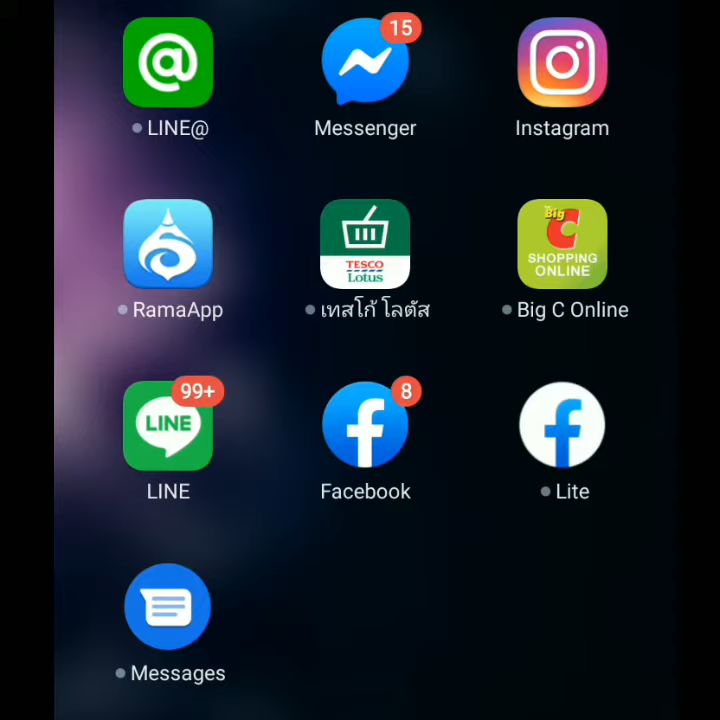 15
LINE@
Messenger
Instagram
TESCO
Lotus
Big
C
SHOPPING
ONLINE
RamaApp
เทสโก้ โลตัส
Big C Online
99+
LINE
8
LINE
Facebook
Lite
Messages